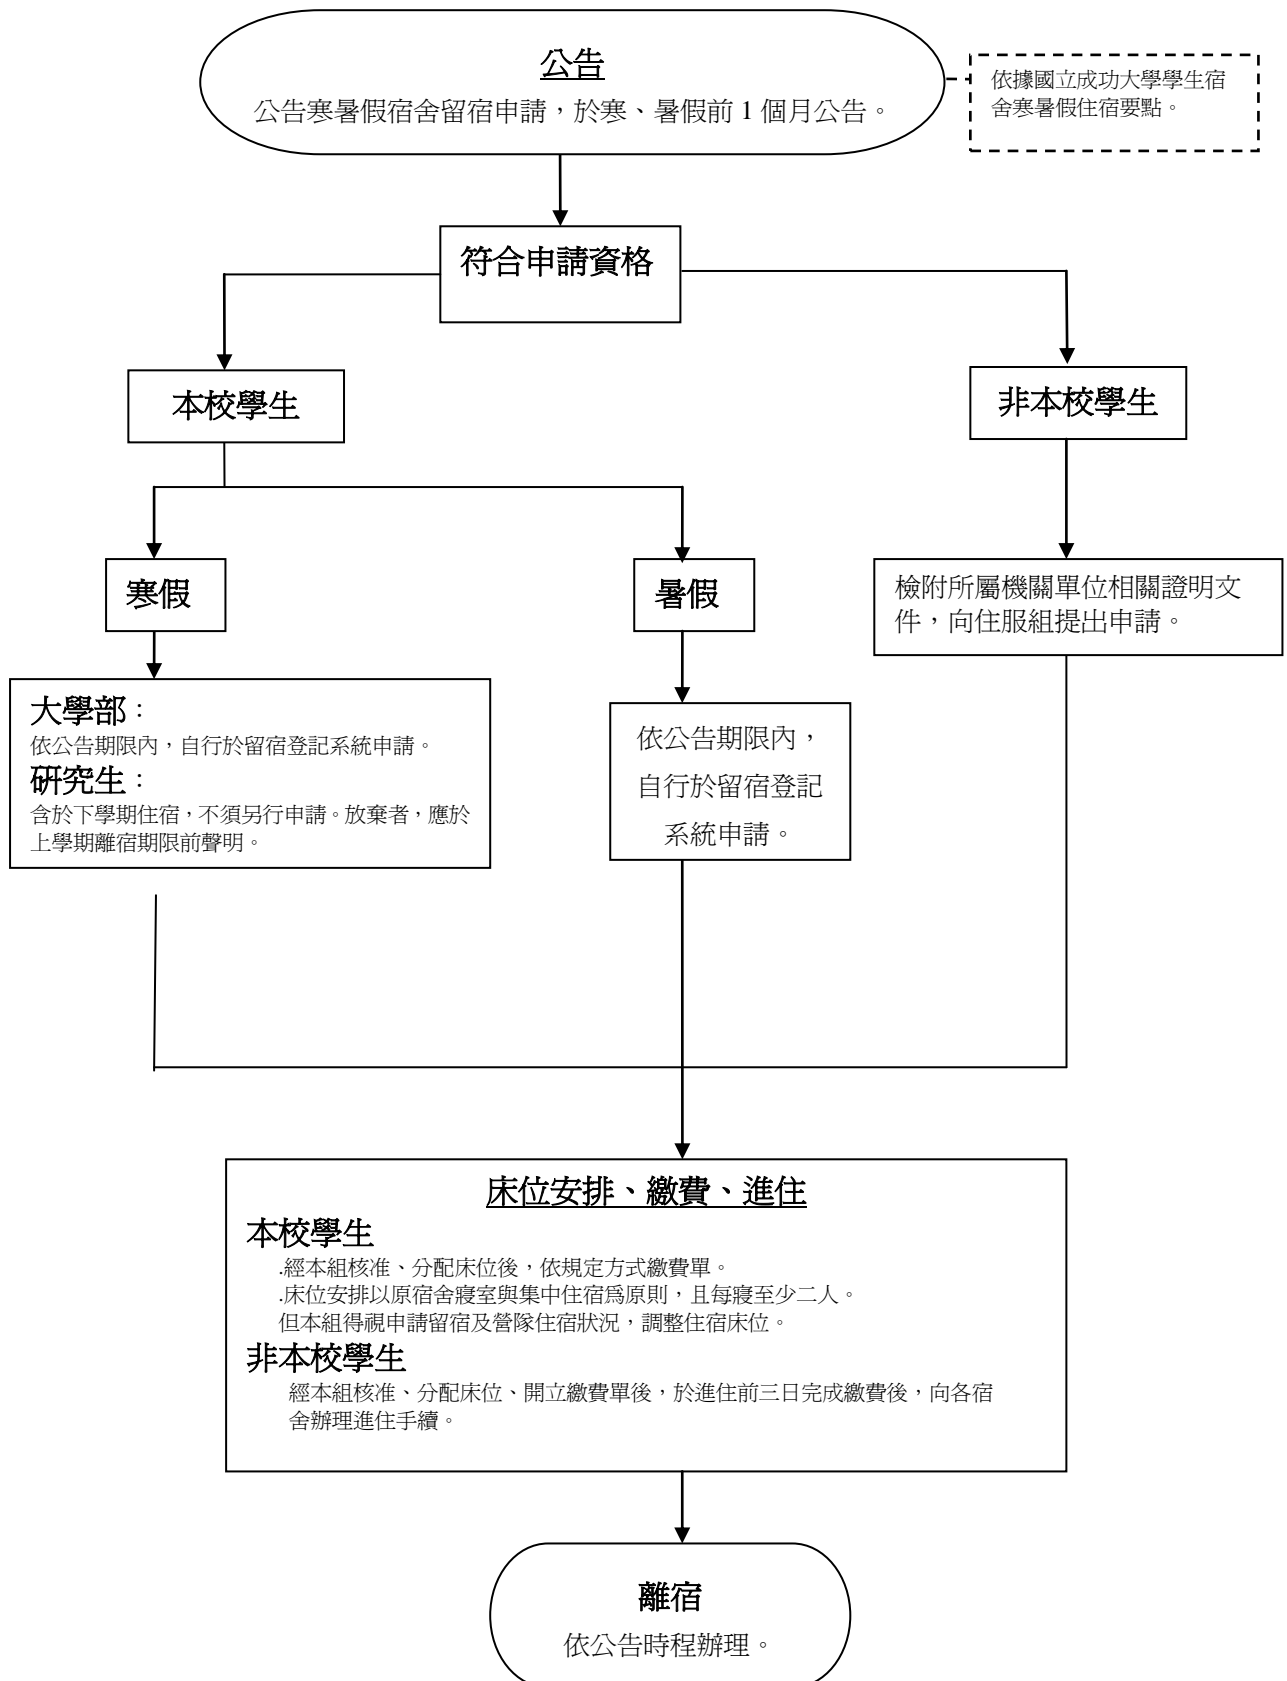 公告
公告寒暑假宿舍留宿申請，於寒、暑假前 1 個月公告。
依據國立成功大學學生宿
舍寒暑假住宿要點。
符合申請資格
本校學生
非本校學生
寒假
暑假
檢附所屬機關單位相關證明文
件，向住服組提出申請。
大學部：
依公告期限內，自行於留宿登記系統申請。
研究生：
含於下學期住宿，不須另行申請。放棄者，應於
上學期離宿期限前聲明。
依公告期限內，
自行於留宿登記
系統申請。
床位安排、繳費、進住
本校學生
.經本組核准、分配床位後，依規定方式繳費單。
.床位安排以原宿舍寢室與集中住宿為原則，且每寢至少二人。
但本組得視申請留宿及營隊住宿狀況，調整住宿床位。
非本校學生
經本組核准、分配床位、開立繳費單後，於進住前三日完成繳費後，向各宿
舍辦理進住手續。
離宿
依公告時程辦理。